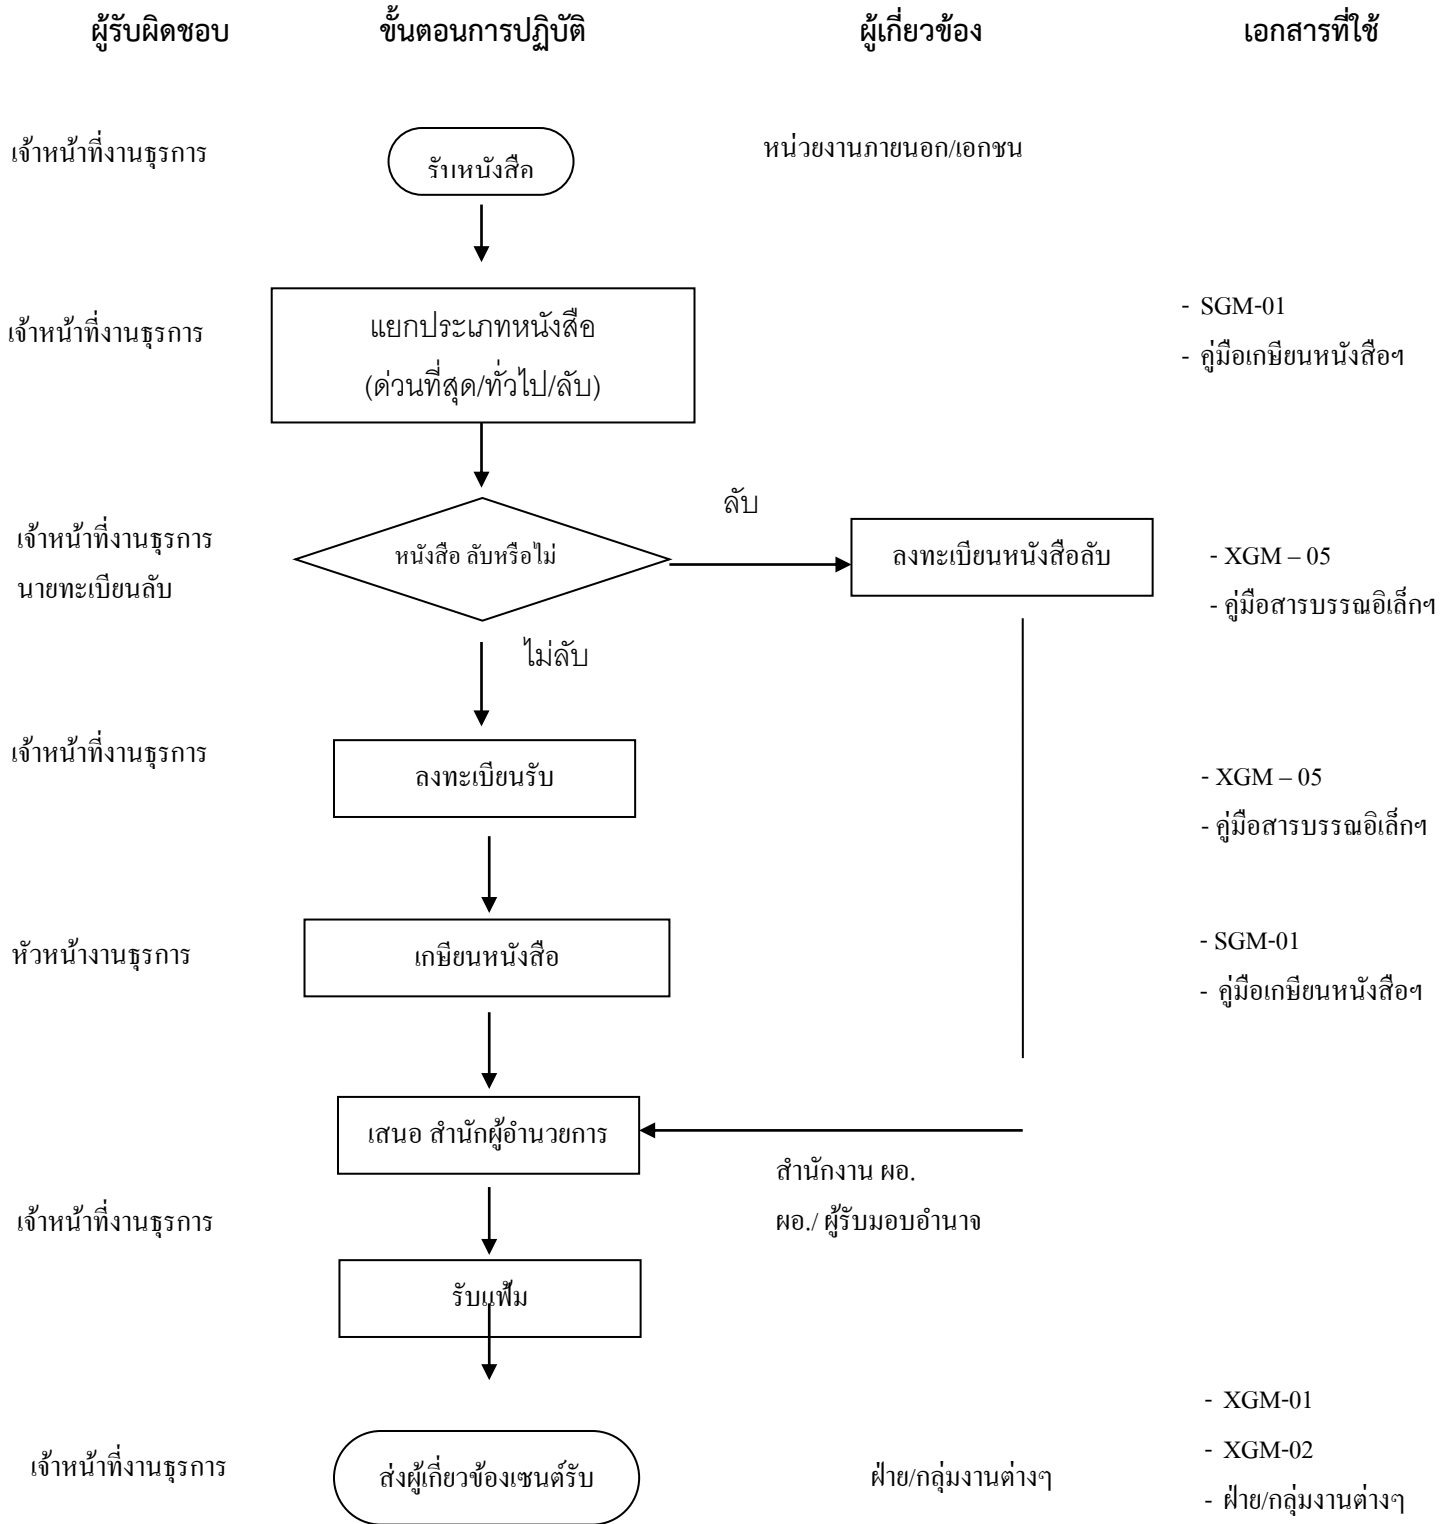 ผู้รับผิดชอบ ขั้นตอนการปฏิบัติ ผู้เกี่ยวข้อง เอกสารที่ใช้
เจ้าหน้าที่งานธุรการ รับหนังสือ หน่วยงานภายนอก/เอกชน
เจ้าหน้าที่งานธุรการ
แยกประเภทหนังสือ
(ด่วนที่สุด/ทั่วไป/ลับ)
- SGM-01
- คู่มือเกษียนหนังสือฯ
เจ้าหน้าที่งานธุรการ
นายทะเบียนลับ
หนังสือ ลับหรือไม่
ลับ
ลงทะเบียนหนังสือลับ
- XGM – 05
- คู่มือสารบรรณอิเล็กฯ
ไม่ลับ
เจ้าหน้าที่งานธุรการ
ลงทะเบียนรับ
- XGM – 05
- คู่มือสารบรรณอิเล็กฯ
หัวหน้างานธุรการ
เกษียนหนังสือ
- SGM-01
- คู่มือเกษียนหนังสือฯ
เสนอ สำนักผู้อำนวยการ
สำนักงาน ผอ.
ผอ./ ผู้รับมอบอำนาจ
เจ้าหน้าที่งานธุรการ
รับแฟ้ม
เจ้าหน้าที่งานธุรการ
ส่งผู้เกี่ยวข้องเซนต์รับ
ฝ่าย/กลุ่มงานต่างๆ
- XGM-01
- XGM-02
- ฝ่าย/กลุ่มงานต่างๆ